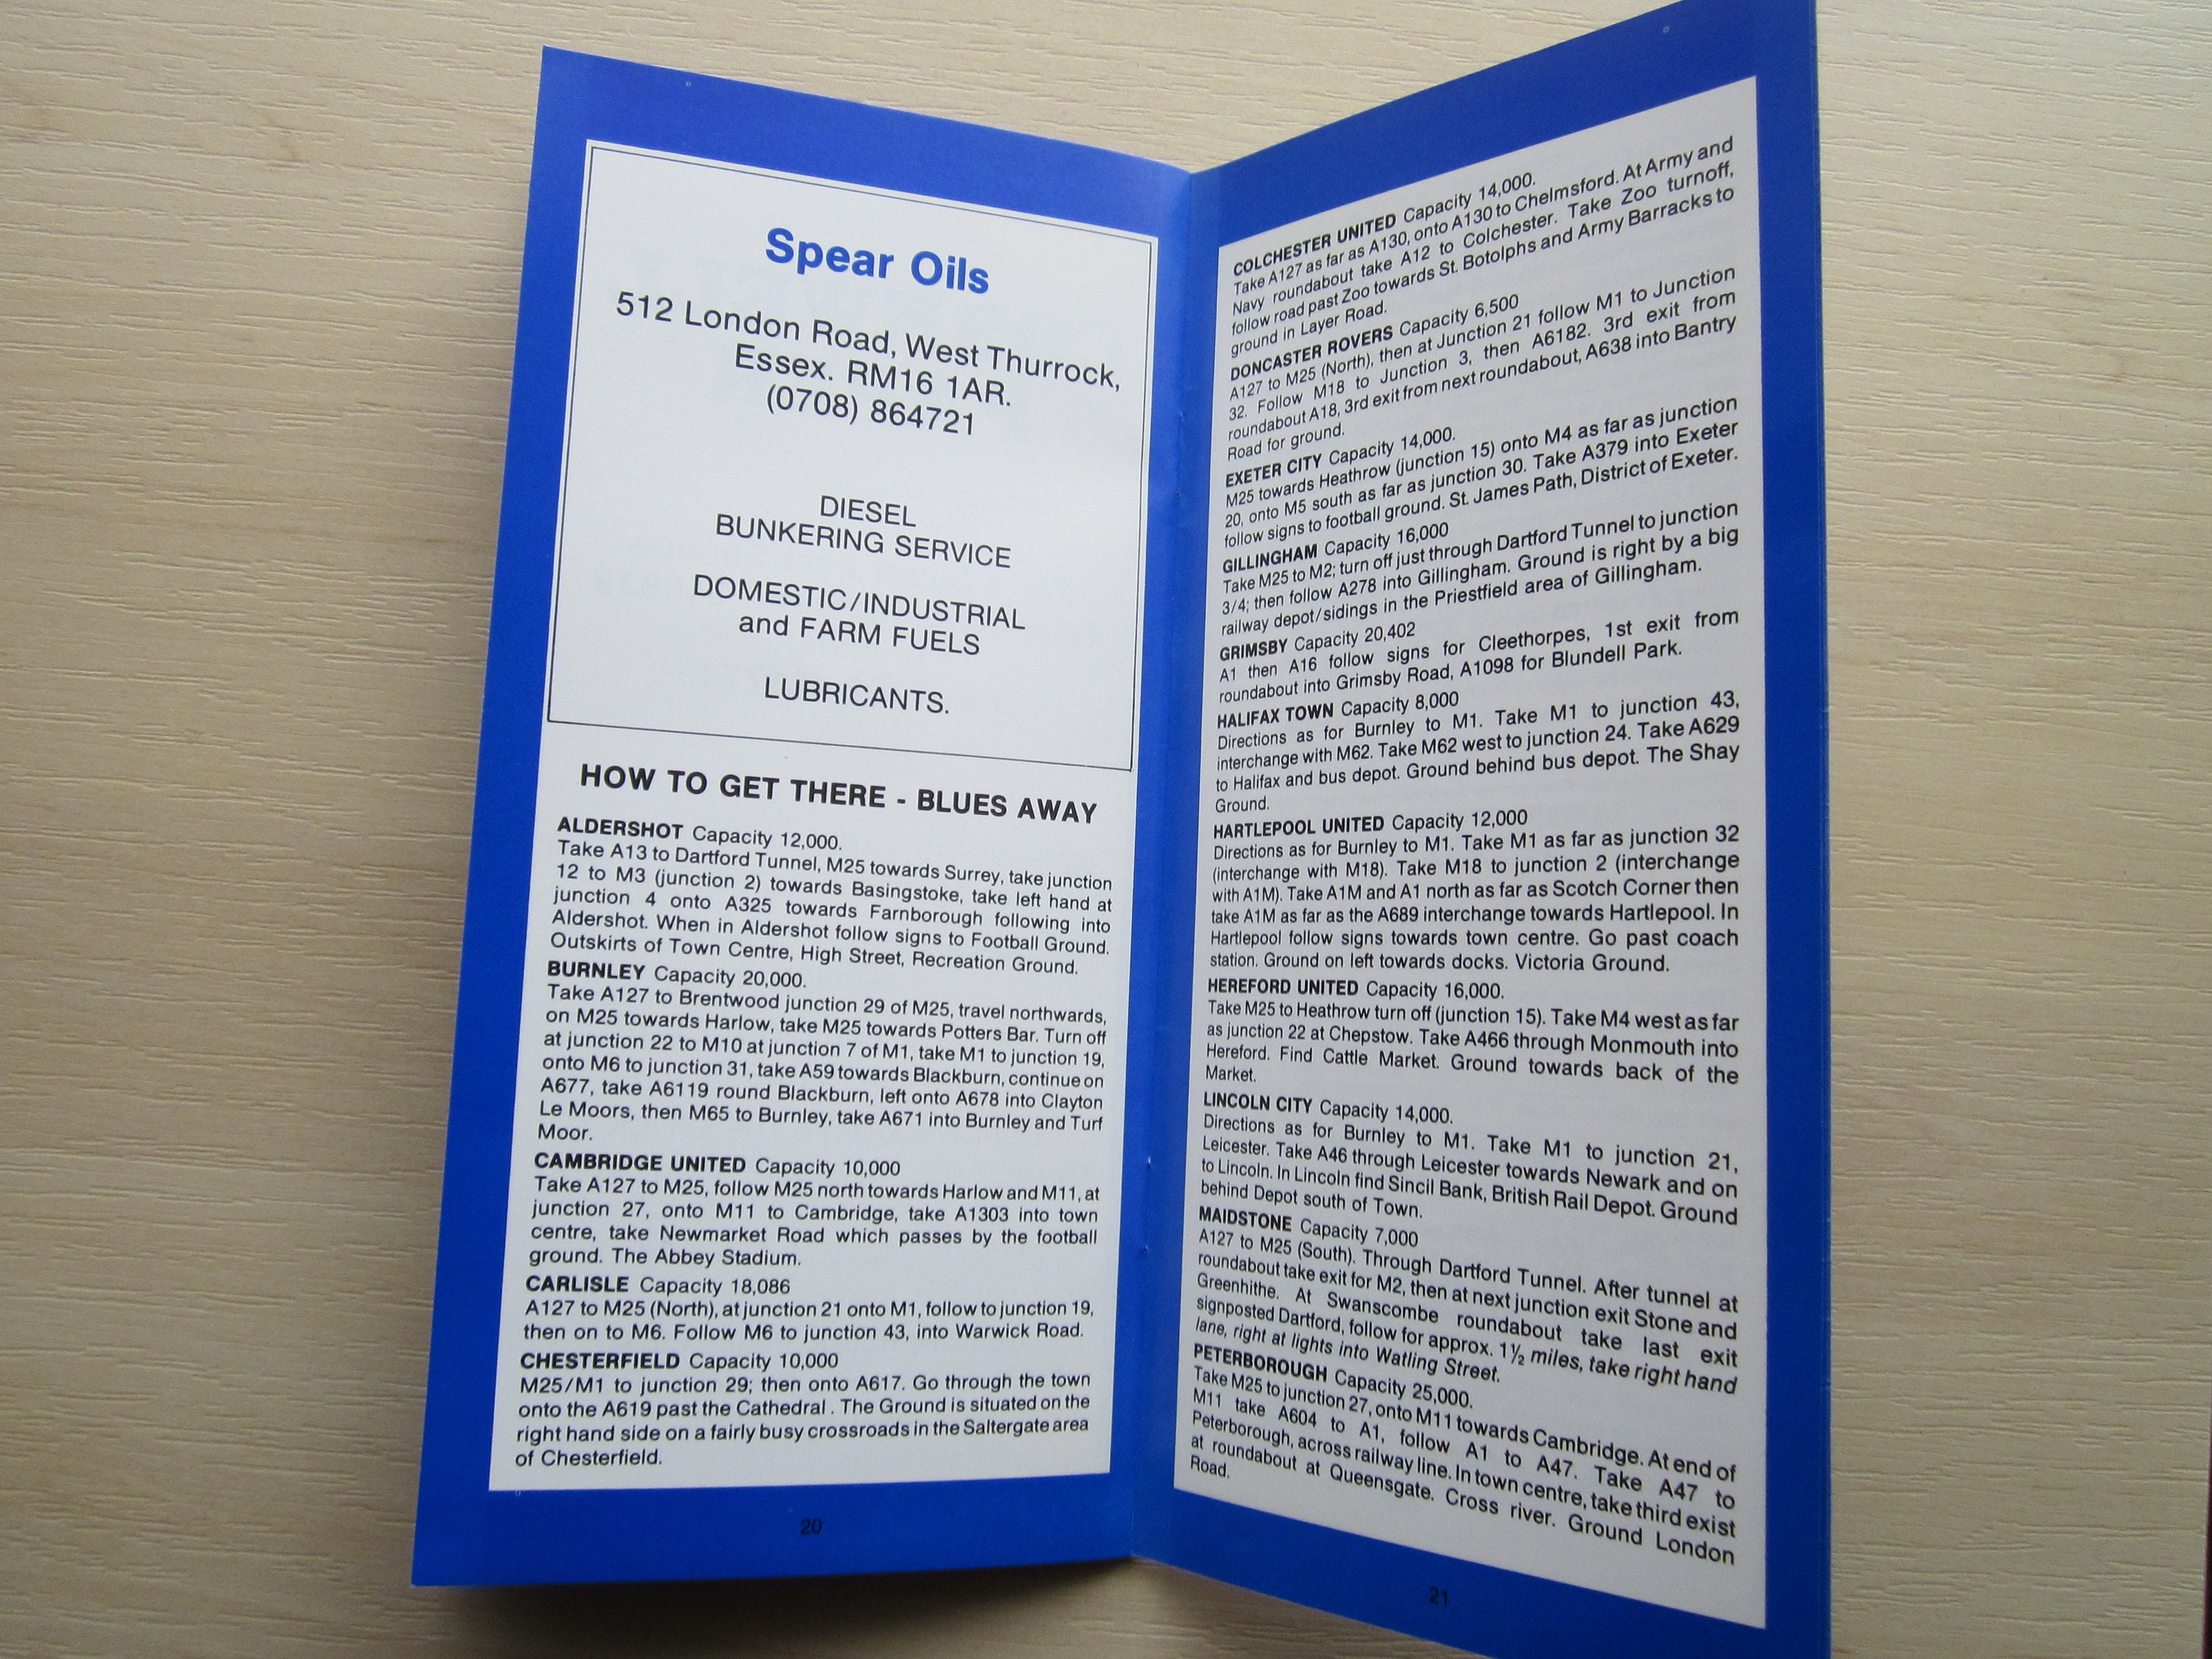 Spear Oils
512 London Road, West Thurrock,
Essex. RM16 1AR.
(0708) 864721
DIESEL
BUNKERING SERVICE
DOMESTIC/INDUSTRIAL
and FARM FUELS
LUBRICANTS.
HOW TO GET THERE - BLUES AWAY
ALDERSHOT Capacity 12,000.
Take A13 to Dartford Tunnel, M25 towards Surrey, take junction
12 to M3 (junction 2) towards Basingstoke, take left hand at
junction 4 onto A325 towards Farnborough following into
Aldershot. When in Aldershot follow signs to Football Ground.
Outskirts of Town Centre, High Street, Recreation Ground.
BURNLEY Capacity 20,000.
Take A127 to Brentwood junction 29 of M25, travel northwards,
on M25 towards Harlow, take M25 towards Potters Bar. Turn off
at junction 22 to M10 at junction 7 of M1, take M1 to junction 19,
onto M6 to junction 31, take A59 towards Blackburn, continue on
A677, take A6119 round Blackburn, left onto A678 into Clayton
Le Moors, then M65 to Burnley, take A671 into Burnley and Turf
Moor.
CAMBRIDGE UNITED Capacity 10,000
Take A127 to M25, follow M25 north towards Harlow and M11, at
junction 27, onto M11 to Cambridge, take A1303 into town
centre, take Newmarket Road which passes by the football
ground. The Abbey Stadium.
CARLISLE Capacity 18,086
A127 to M25 (North), at junction 21 onto M1, follow to junction 19,
then on to M6. Follow M6 to junction 43, into Warwick Road.
CHESTERFIELD Capacity 10,000
M25/M1 to junction 29; then onto A617. Go through the town
onto the A619 past the Cathedral . The Ground is situated on the
right hand side on a fairly busy crossroads in the Saltergate area
of Chesterfield.
20
COLCHESTER UNITED Capacity 14,000.
Take A127 as far as A130, onto A130 to Chelmsford. At Army and
Navy roundabout take A12 to Colchester. Take Zoo turnoff,
follow road past Zoo towards St. Botolphs and Army Barracks to
ground in Layer Road.
DONCASTER ROVERS Capacity 6,500
A127 to M25 (North), then at Junction 21 follow M1 to Junction
32. Follow M18 to Junction 3, then A6182. 3rd exit from
roundabout A18, 3rd exit from next roundabout, A638 into Bantry
Road for ground.
EXETER CITY Capacity 14,000.
M25 towards Heathrow (junction 15) onto M4 as far as junction
20, onto M5 south as far as junction 30. Take A379 into Exeter
follow signs to football ground. St. James Path, District of Exeter.
GILLINGHAM Capacity 16,000
Take M25 to M2; turn off just through Dartford Tunnel to junction
3/4; then follow A278 into Gillingham. Ground is right by a big
railway depot/sidings in the Priestfield area of Gillingham.
GRIMSBY Capacity 20,402
A1 then A16 follow signs for Cleethorpes, 1st exit from
roundabout into Grimsby Road, A1098 for Blundell Park.
HALIFAX TOWN Capacity 8,000
Directions as for Burnley to M1. Take M1 to junction 43,
interchange with M62. Take M62 west to junction 24. Take A629
to Halifax and bus depot. Ground behind bus depot. The Shay
Ground.
HARTLEPOOL UNITED Capacity 12,000
Directions as for Burnley to M1. Take M1 as far as junction 32
(interchange with M18). Take M18 to junction 2 (interchange
with A1M). Take A1M and A1 north as far as Scotch Corner then
take A1M as far as the A689 interchange towards Hartlepool. In
Hartlepool follow signs towards town centre. Go past coach
station. Ground on left towards docks. Victoria Ground.
HEREFORD UNITED Capacity 16,000.
Take M25 to Heathrow turn off (junction 15). Take M4 west as far
as junction 22 at Chepstow. Take A466 through Monmouth into
Hereford. Find Cattle Market. Ground towards back of the
Market.
LINCOLN CITY Capacity 14,000.
Directions as for Burnley to M1. Take M1 to junction 21,
Leicester. Take A46 through Leicester towards Newark and on
to Lincoln. In Lincoln find Sincil Bank, British Rail Depot. Ground
behind Depot south of Town.
MAIDSTONE Capacity 7,000
A127 to M25 (South). Through Dartford Tunnel. After tunnel at
roundabout take exit for M2, then at next junction exit Stone and
Greenhithe. At Swanscombe roundabout take last exit
signposted Dartford, follow for approx. 1½ miles, take right hand
lane, right at lights into Watling Street.
PETERBOROUGH Capacity 25,000.
Take M25 to junction 27, onto M11 towards Cambridge. At end of
M11 take A604 to A1, follow A1 to A47. Take A47 to
Peterborough, across railway line. In town centre, take third exist
at roundabout at Queensgate. Cross river. Ground London
Road.
21